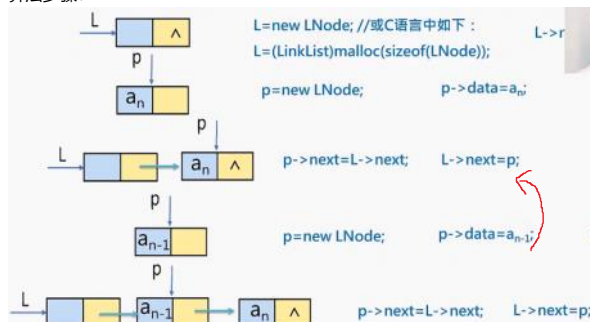 L
∧
L=new LNode; //或C语言中如下：
L=(LinkList)malloc(sizeof(LNode));
p
aₙ
p=new LNode; p->data=aₙ;
p
L
aₙ ∧
p->next=L->next; L->next=p;
p
aₙ₋₁
p=new LNode; p->data=aₙ₋₁;
p
L
aₙ₋₁ aₙ ∧
p->next=L->next; L->next=p;